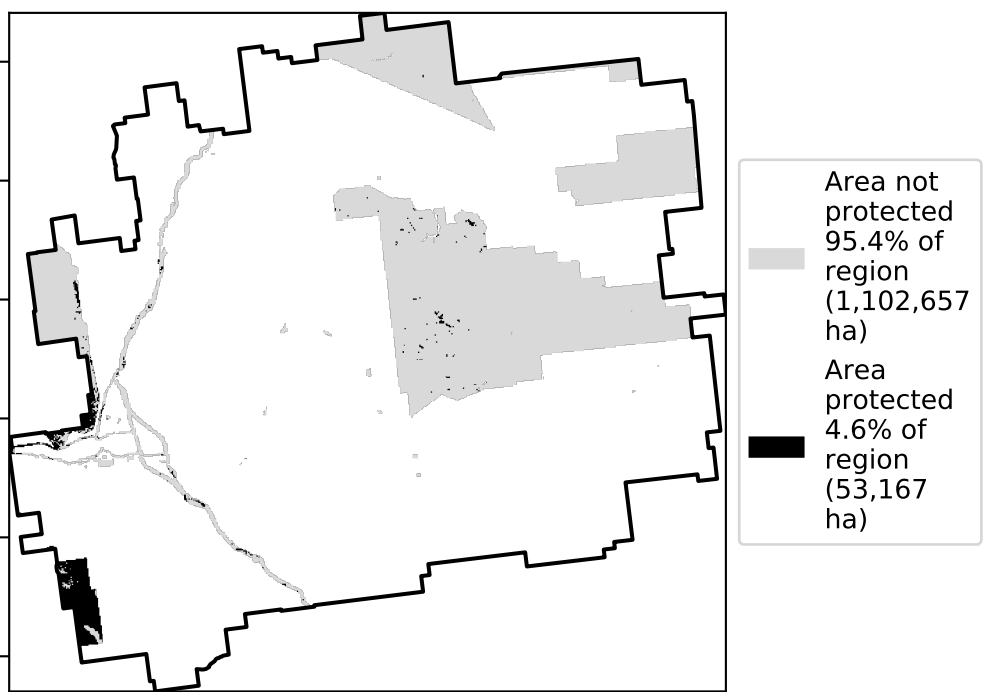 Area not
protected
95.4% of
region
(1,102,657
ha)
Area
protected
4.6% of
region
(53,167
ha)